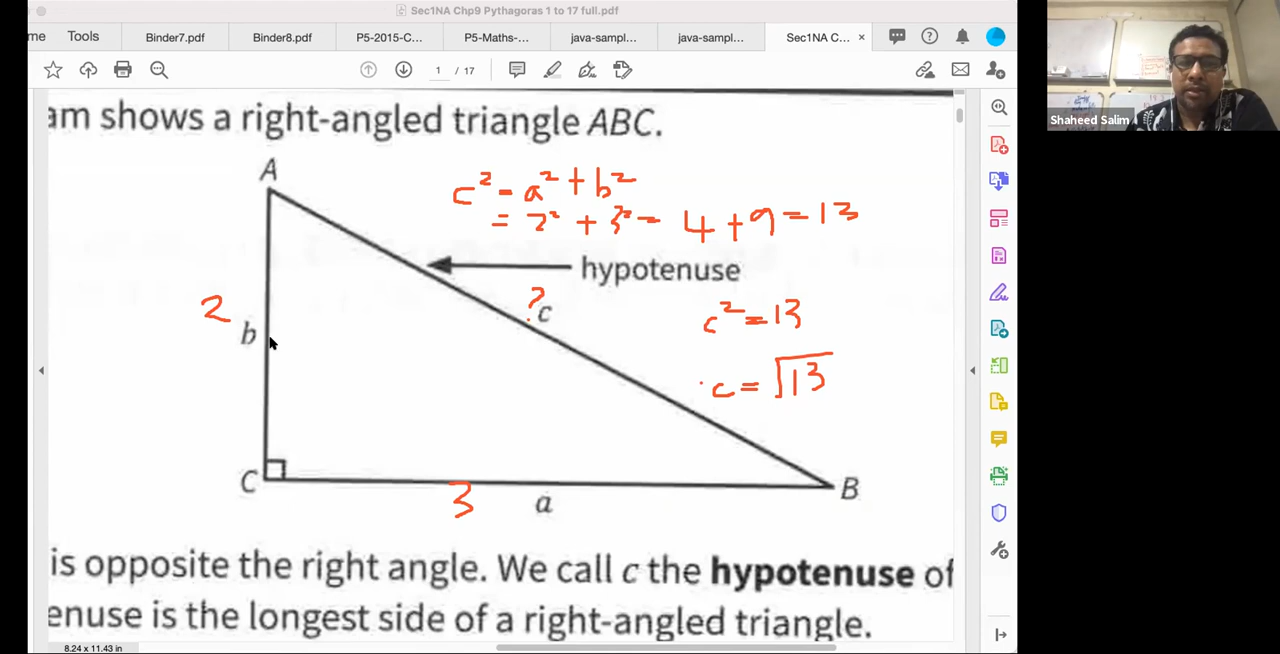 Sec1NA Chp9 Pythagoras 1 to 17 full.pdf
me Tools Binder7.pdf Binder8.pdf P5-2015-C... P5-Maths-... java-sampl... java-sampl... Sec1NA C... ×
1 / 17
am shows a right-angled triangle ABC.
A
c² = a² + b²
= 2² + 3² = 4 + 9 = 13
hypotenuse
? c
2
b
c² = 13
c = √13
C
3
a
B
is opposite the right angle. We call c the hypotenuse of
enuse is the longest side of a right-angled triangle.
8.24 x 11.43 in
Shaheed Salim